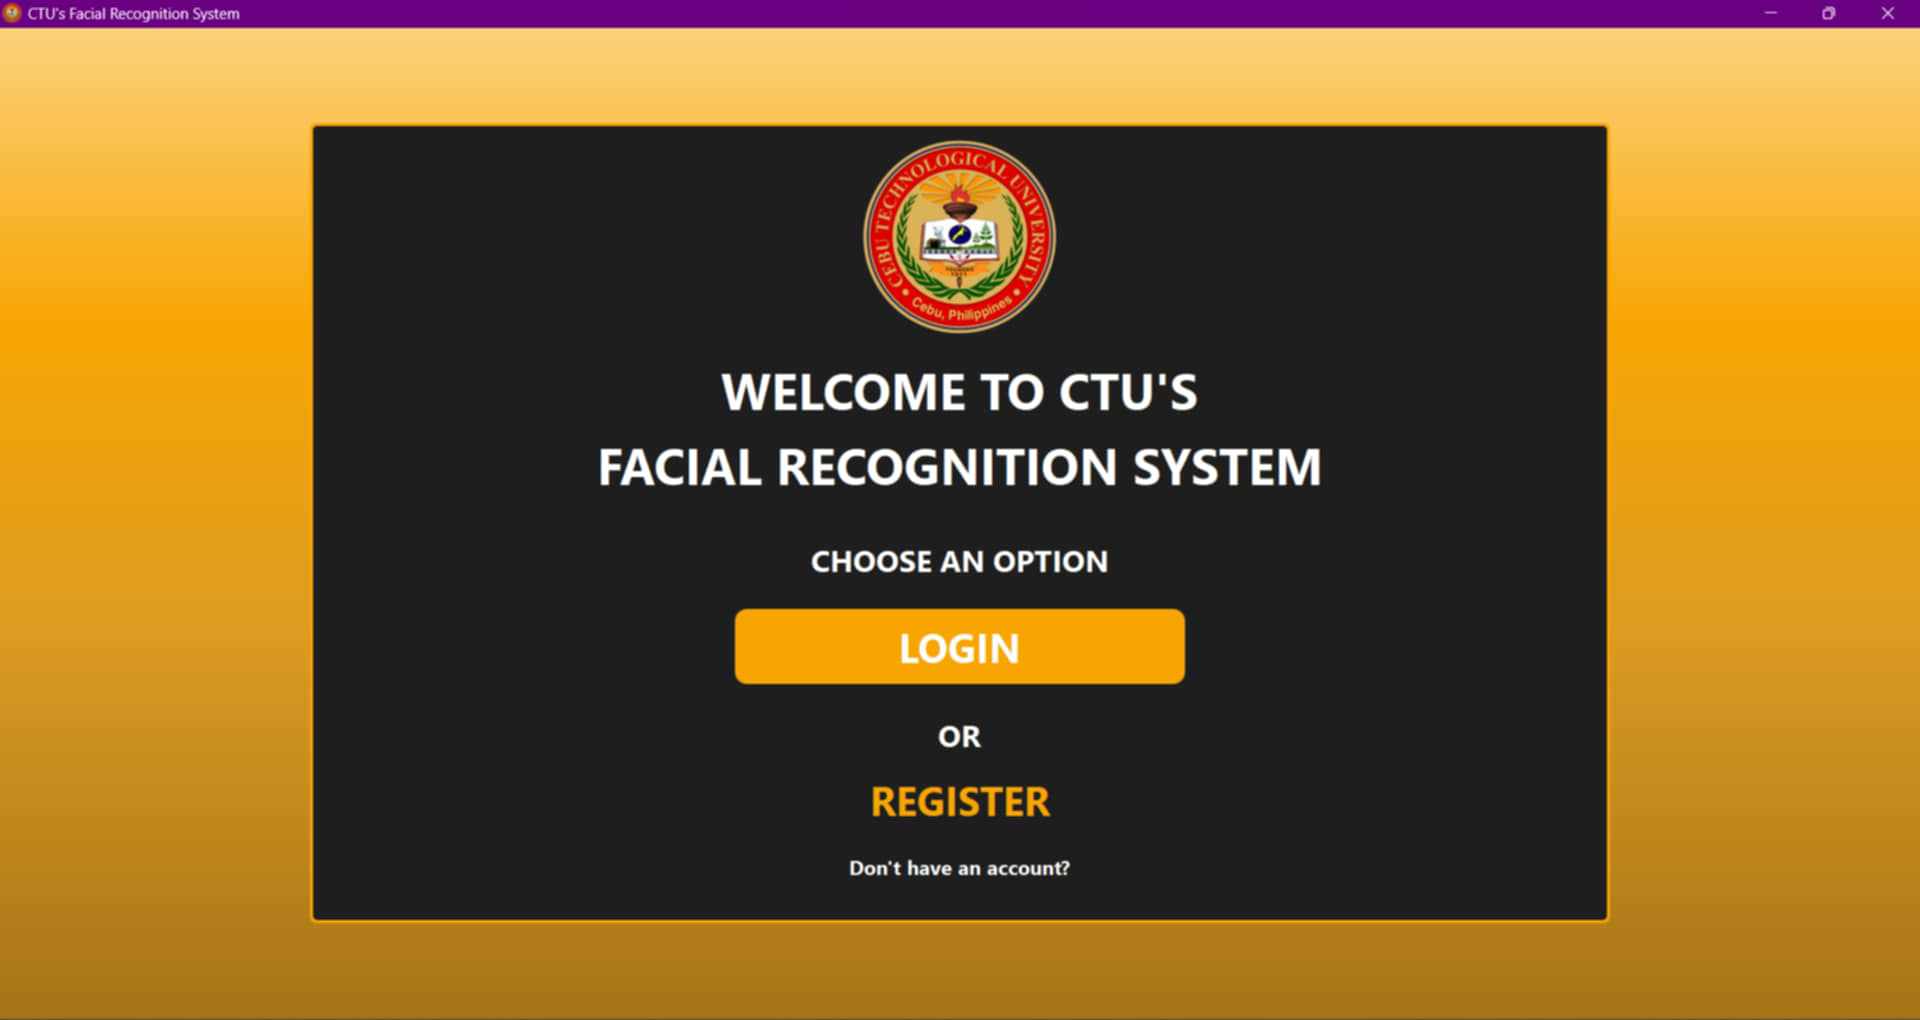 CTU's Facial Recognition System
CEBU TECHNOLOGICAL UNIVERSITY
Cebu, Philippines
WELCOME TO CTU'S
FACIAL RECOGNITION SYSTEM
CHOOSE AN OPTION
LOGIN
OR
REGISTER
Don't have an account?